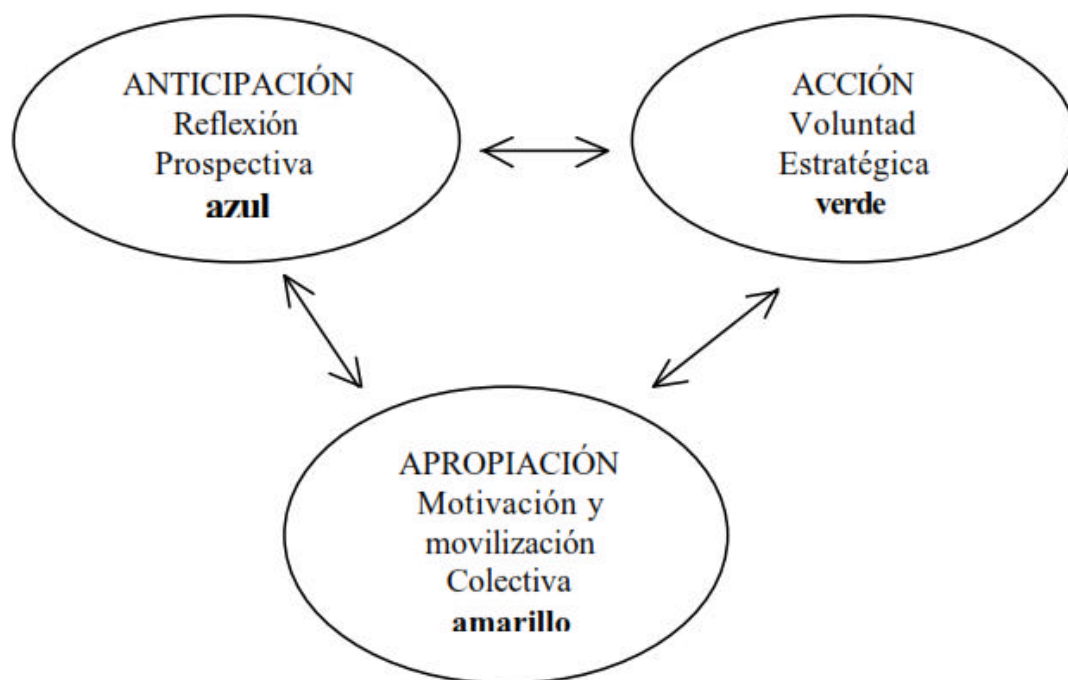 ANTICIPACIÓN
Reflexión
Prospectiva
azul
ACCIÓN
Voluntad
Estratégica
verde
APROPIACIÓN
Motivación y
movilización
Colectiva
amarillo